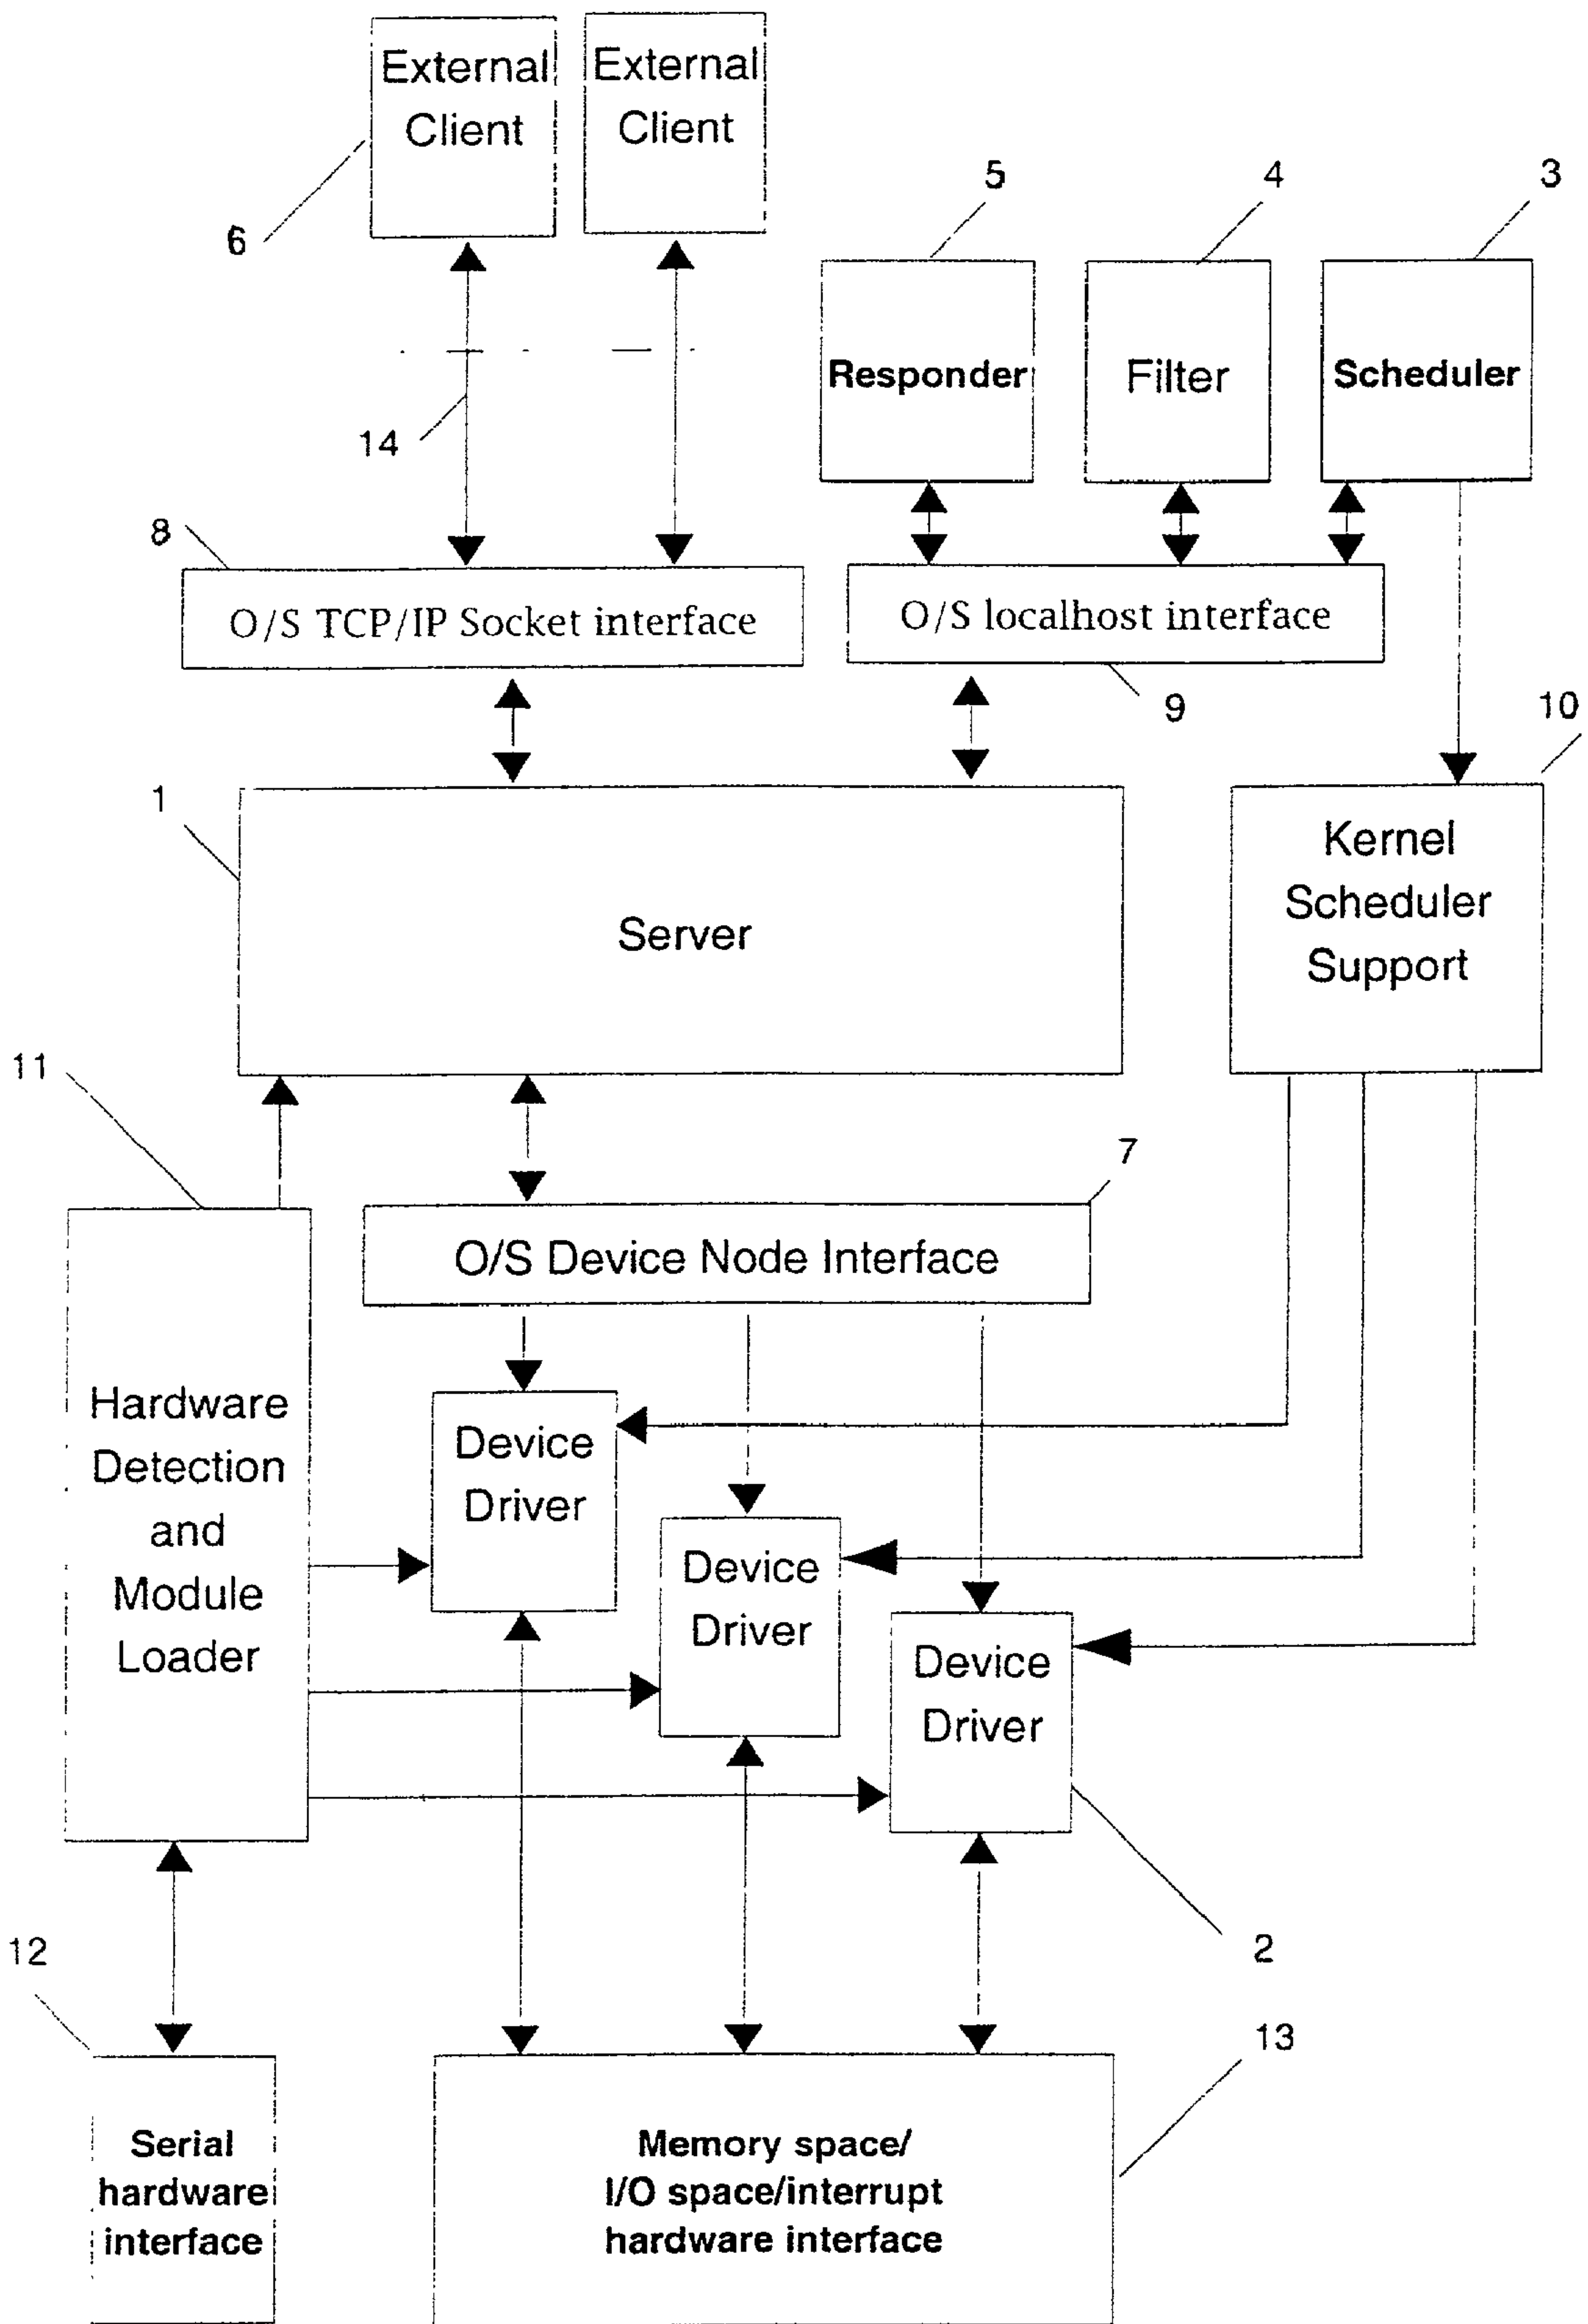 External
Client
External
Client
6
5
4
3
Responder
Filter
Scheduler
14
8
O/S TCP/IP Socket interface
O/S localhost interface
9
10
1
Server
Kernel
Scheduler
Support
11
7
O/S Device Node Interface
Hardware
Detection
and
Module
Loader
Device
Driver
Device
Driver
Device
Driver
12
2
13
Serial
hardware
interface
Memory space/
I/O space/interrupt
hardware interface